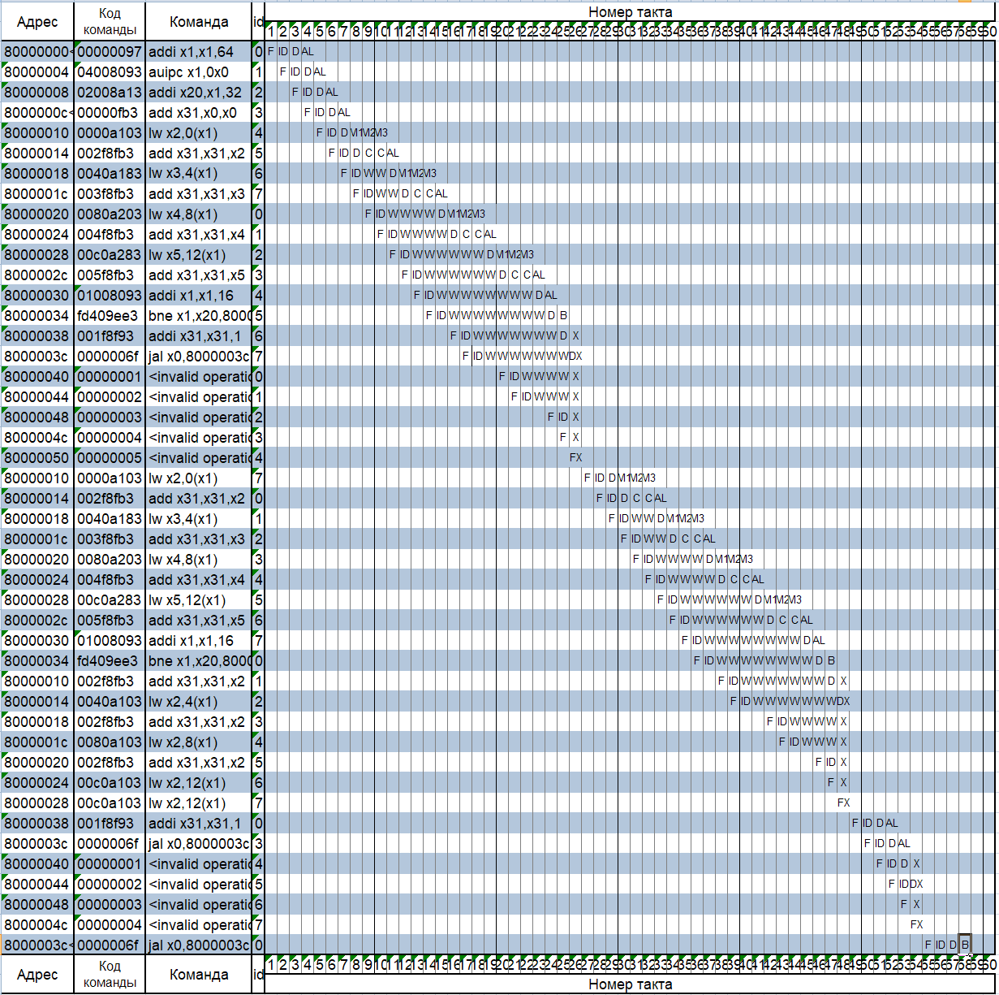 Адрес Код команды Команда id Номер такта
1 2 3 4 5 6 7 8 9 10 11 12 13 14 15 16 17 18 19 20 21 22 23 24 25 26 27 28 29 30 31 32 33 34 35 36 37 38 39 40 41 42 43 44 45 46 47 48 49 50 51 52 53 54 55 56 57 58 59 60
80000000< 00000097 addi x1,x1,64 0 F ID D AL
80000004 04008093 auipc x1,0x0 1 F ID D AL
80000008 02008a13 addi x20,x1,32 2 F ID D AL
8000000c< 00000fb3 add x31,x0,x0 3 F ID D AL
80000010 0000a103 lw x2,0(x1) 4 F ID D M1 M2 M3
80000014 002f8fb3 add x31,x31,x2 5 F ID D C C AL
80000018 0040a183 lw x3,4(x1) 6 F ID W W D M1 M2 M3
8000001c 003f8fb3 add x31,x31,x3 7 F ID W W D C C AL
80000020 0080a203 lw x4,8(x1) 0 F ID W W W W D M1 M2 M3
80000024 004f8fb3 add x31,x31,x4 1 F ID W W W W D C C AL
80000028 00c0a283 lw x5,12(x1) 2 F ID W W W W W W D M1 M2 M3
8000002c 005f8fb3 add x31,x31,x5 3 F ID W W W W W W D C C AL
80000030 01008093 addi x1,x1,16 4 F ID W W W W W W W W D AL
80000034 fd409ee3 bne x1,x20,8000 5 F ID W W W W W W W W D B
80000038 001f8f93 addi x31,x31,1 6 F ID W W W W W W W D X
8000003c 0000006f jal x0,8000003c 7 F ID W W W W W W W DX
80000040 00000001 <invalid operatio 0 F ID W W W W X
80000044 00000002 <invalid operatio 1 F ID W W W X
80000048 00000003 <invalid operatio 2 F ID X
8000004c 00000004 <invalid operatio 3 F X
80000050 00000005 <invalid operatio 4 FX
80000010 0000a103 lw x2,0(x1) 7 F ID D M1 M2 M3
80000014 002f8fb3 add x31,x31,x2 0 F ID D C C AL
80000018 0040a183 lw x3,4(x1) 1 F ID W W D M1 M2 M3
8000001c 003f8fb3 add x31,x31,x3 2 F ID W W D C C AL
80000020 0080a203 lw x4,8(x1) 3 F ID W W W W D M1 M2 M3
80000024 004f8fb3 add x31,x31,x4 4 F ID W W W W D C C AL
80000028 00c0a283 lw x5,12(x1) 5 F ID W W W W W W D M1 M2 M3
8000002c 005f8fb3 add x31,x31,x5 6 F ID W W W W W W D C C AL
80000030 01008093 addi x1,x1,16 7 F ID W W W W W W W W D AL
80000034 fd409ee3 bne x1,x20,8000 0 F ID W W W W W W W W D B
80000010 002f8fb3 add x31,x31,x2 1 F ID W W W W W W W D X
80000014 0040a103 lw x2,4(x1) 2 F ID W W W W W W W DX
80000018 002f8fb3 add x31,x31,x2 3 F ID W W W W X
8000001c 0080a103 lw x2,8(x1) 4 F ID W W W X
80000020 002f8fb3 add x31,x31,x2 5 F ID X
80000024 00c0a103 lw x2,12(x1) 6 F X
80000028 00c0a103 lw x2,12(x1) 7 FX
80000038 001f8f93 addi x31,x31,1 0 F ID D AL
8000003c 0000006f jal x0,8000003c 3 F ID D AL
80000040 00000001 <invalid operatio 4 F ID D X
80000044 00000002 <invalid operatio 5 F ID DX
80000048 00000003 <invalid operatio 6 F X
8000004c 00000004 <invalid operatio 7 FX
8000003c< 0000006f jal x0,8000003c 0 F ID D B
1 2 3 4 5 6 7 8 9 10 11 12 13 14 15 16 17 18 19 20 21 22 23 24 25 26 27 28 29 30 31 32 33 34 35 36 37 38 39 40 41 42 43 44 45 46 47 48 49 50 51 52 53 54 55 56 57 58 59 60
Адрес Код команды Команда id Номер такта